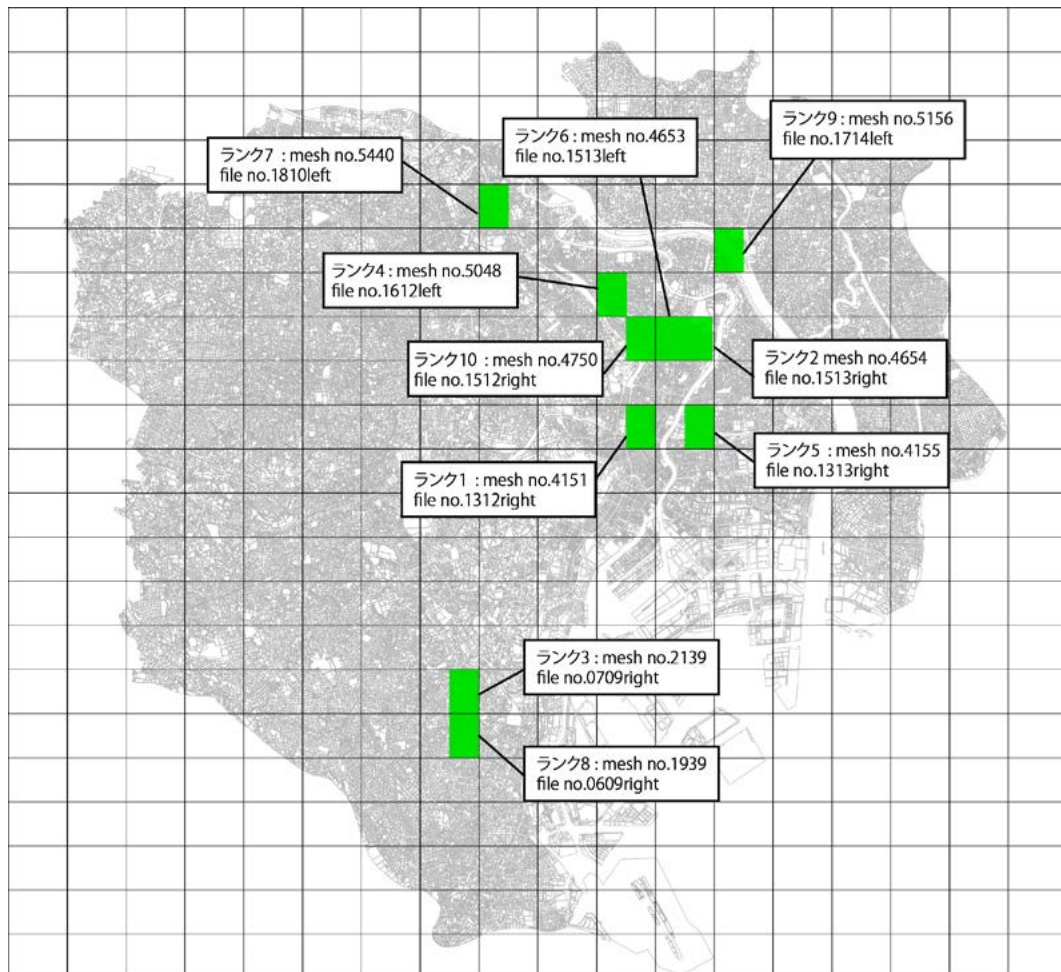 ランク9 : mesh no.5156
file no.1714left
ランク6 : mesh no.4653
file no.1513left
ランク7 : mesh no.5440
file no.1810left
ランク4 : mesh no.5048
file no.1612left
ランク10 : mesh no.4750
file no.1512right
ランク2 mesh no.4654
file no.1513right
ランク5 : mesh no.4155
file no.1313right
ランク1 : mesh no.4151
file no.1312right
ランク3 : mesh no.2139
file no.0709right
ランク8 : mesh no.1939
file no.0609right